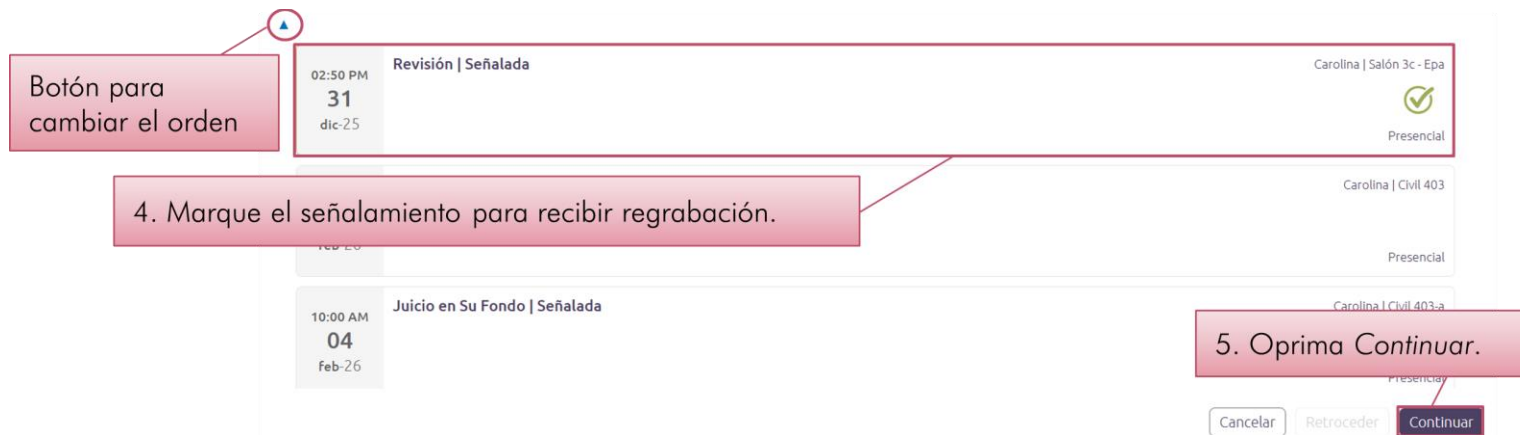 Botón para
cambiar el orden
02:50 PM
31
dic-25
Revisión | Señalada
Carolina | Salón 3c - Epa
Presencial
4. Marque el señalamiento para recibir regrabación.
Carolina | Civil 403
Presencial
10:00 AM
04
feb-26
Juicio en Su Fondo | Señalada
Carolina | Civil 403-a
5. Oprima Continuar.
Presencial
Cancelar
Retroceder
Continuar